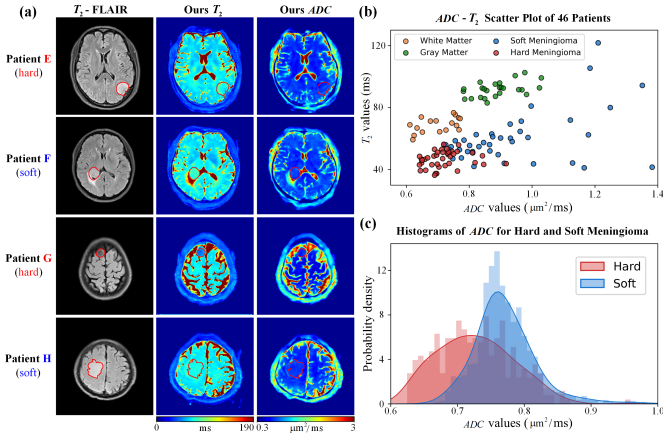 (a)
T₂ - FLAIR
Ours T₂
Ours ADC
Patient E
(hard)
Patient F
(soft)
Patient G
(hard)
Patient H
(soft)
0
ms
190
0.3
μm²/ms
3
(b)
ADC - T₂ Scatter Plot of 46 Patients
White Matter
Gray Matter
Soft Meningioma
Hard Meningioma
120
80
40
T₂ values (ms)
0.6
0.8
1.0
1.2
1.4
ADC values (μm²/ms)
(c)
Histograms of ADC for Hard and Soft Meningioma
Hard
Soft
12
8
4
0
Probability density
0.6
0.7
0.8
0.9
1.0
ADC values (μm²/ms)